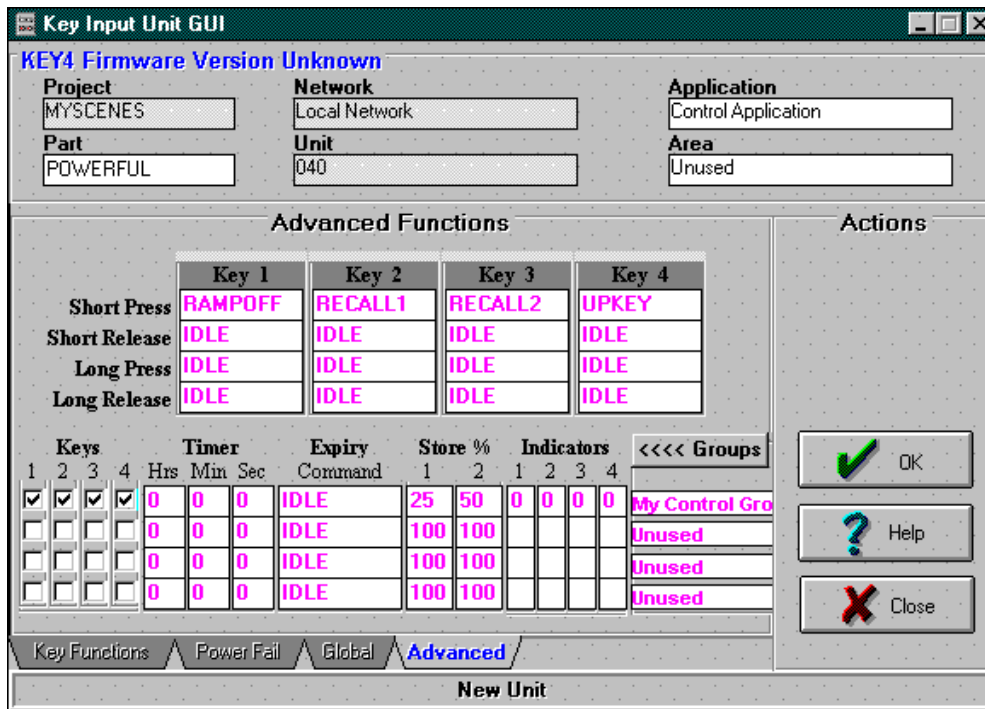 Key Input Unit GUI
KEY4 Firmware Version Unknown
Project Network Application
MYSCENES Local Network Control Application
Part Unit Area
POWERFUL 040 Unused
Advanced Functions Actions
Key 1 Key 2 Key 3 Key 4
Short Press RAMPOFF RECALL1 RECALL2 UPKEY
Short Release IDLE IDLE IDLE IDLE
Long Press IDLE IDLE IDLE IDLE
Long Release IDLE IDLE IDLE IDLE
Keys Timer Expiry Store % Indicators <<<< Groups
1 2 3 4 Hrs Min Sec Command 1 2 1 2 3 4
0 0 0 IDLE 25 50 0 0 0 0 My Control Gro
0 0 0 IDLE 100 100 Unused
0 0 0 IDLE 100 100 Unused
0 0 0 IDLE 100 100 Unused
OK
Help
Close
Key Functions Power Fail Global Advanced
New Unit